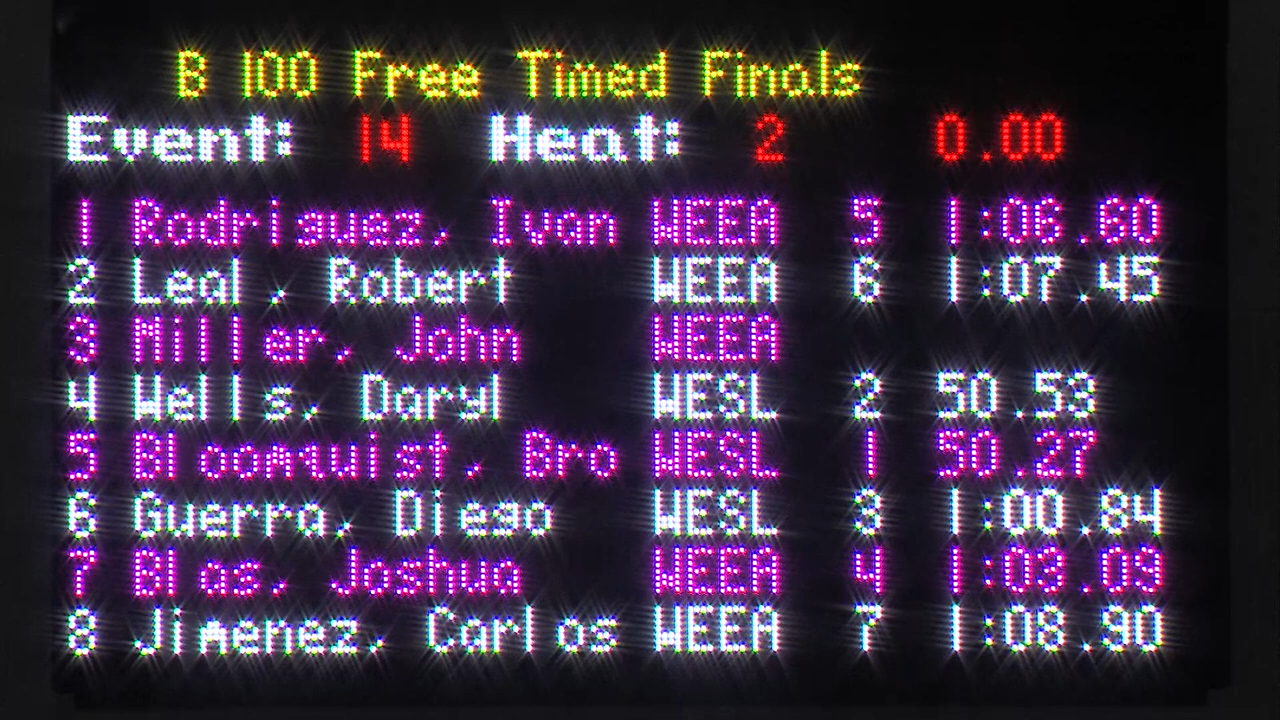 B 100 Free Timed Finals
Event: 14 Heat: 2 0.00
1 Rodriguez, Ivan WEEA 5 1:06.60
2 Leal , Robert WEEA 6 1:07.45
3 Miller, John WEEA
4 Wells, Daryl WESL 2 50.53
5 Bloomquist, Bro WESL 1 50.27
6 Guerra, Diego WESL 3 1:00.84
7 Blas, Joshua WEEA 4 1:03.09
8 Jimenez, Carlos WEEA 7 1:08.90